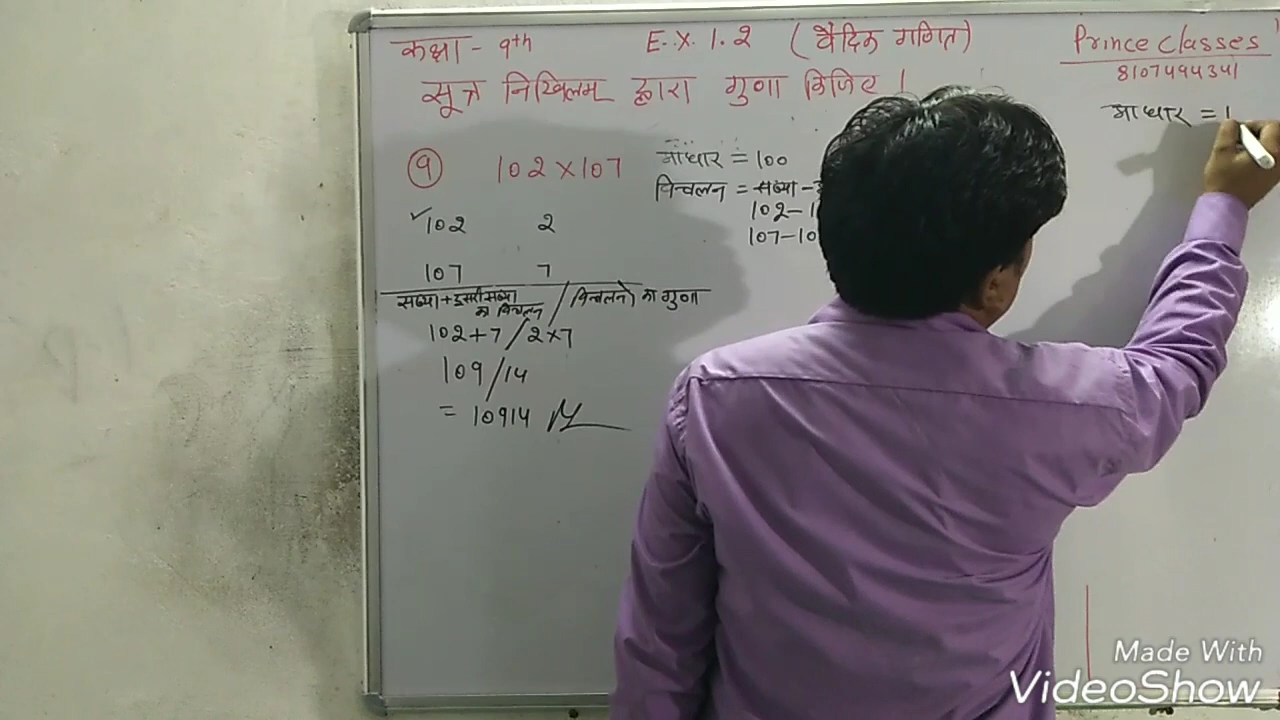 कक्षा - 9th E.X. 1.2 (वैदिक गणित)
सूत्र निखिलम् द्वारा गुणा किजिए।
Prince Classes
8107494341
आधार = 1
9 102 × 107
आधार = 100
विचलन = संख्या -
102 - 1
107 - 10
✓102 2
107 7
संख्या + दुसरी संख्या का विचलन / विचलनो का गुणा
102 + 7 / 2 × 7
109 / 14
= 10914
Made With
VideoShow